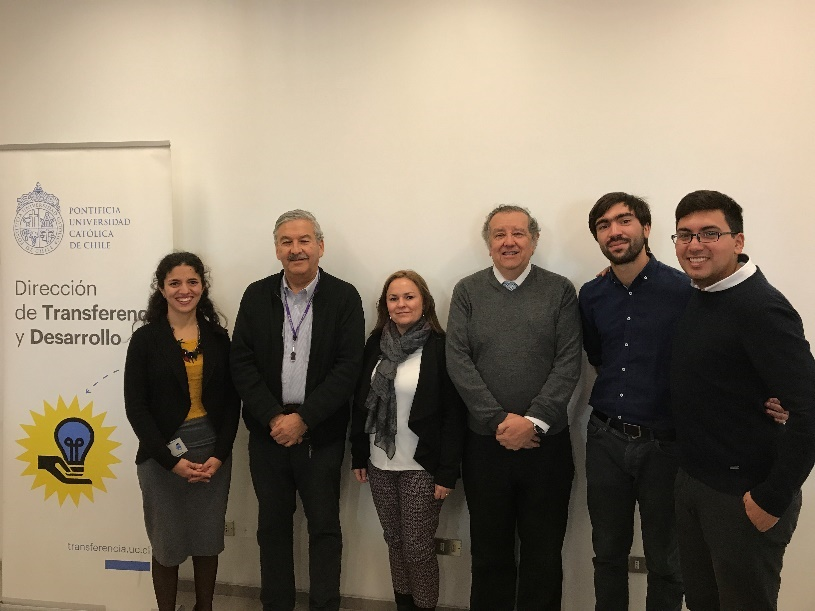 PONTIFICIA
UNIVERSIDAD
CATÓLICA
DE CHILE
Dirección
de Transferenc
y Desarrollo
transferencia.uc.cl